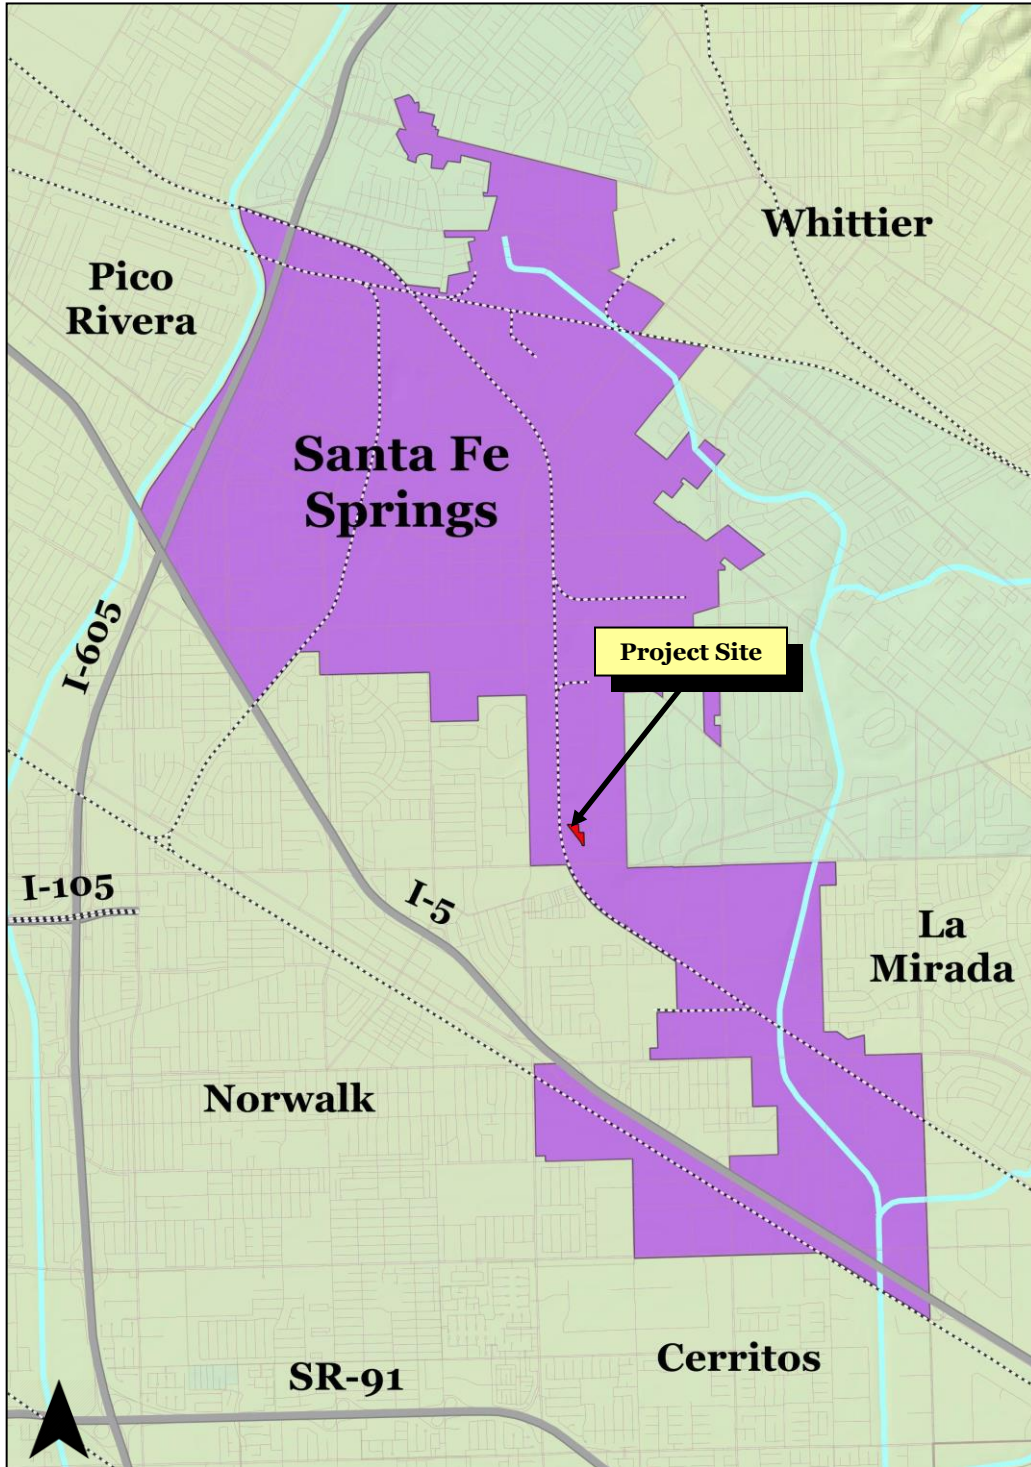 Whittier
Pico
Rivera
Santa Fe
Springs
I-605
Project Site
I-105
I-5
La
Mirada
Norwalk
Cerritos
SR-91